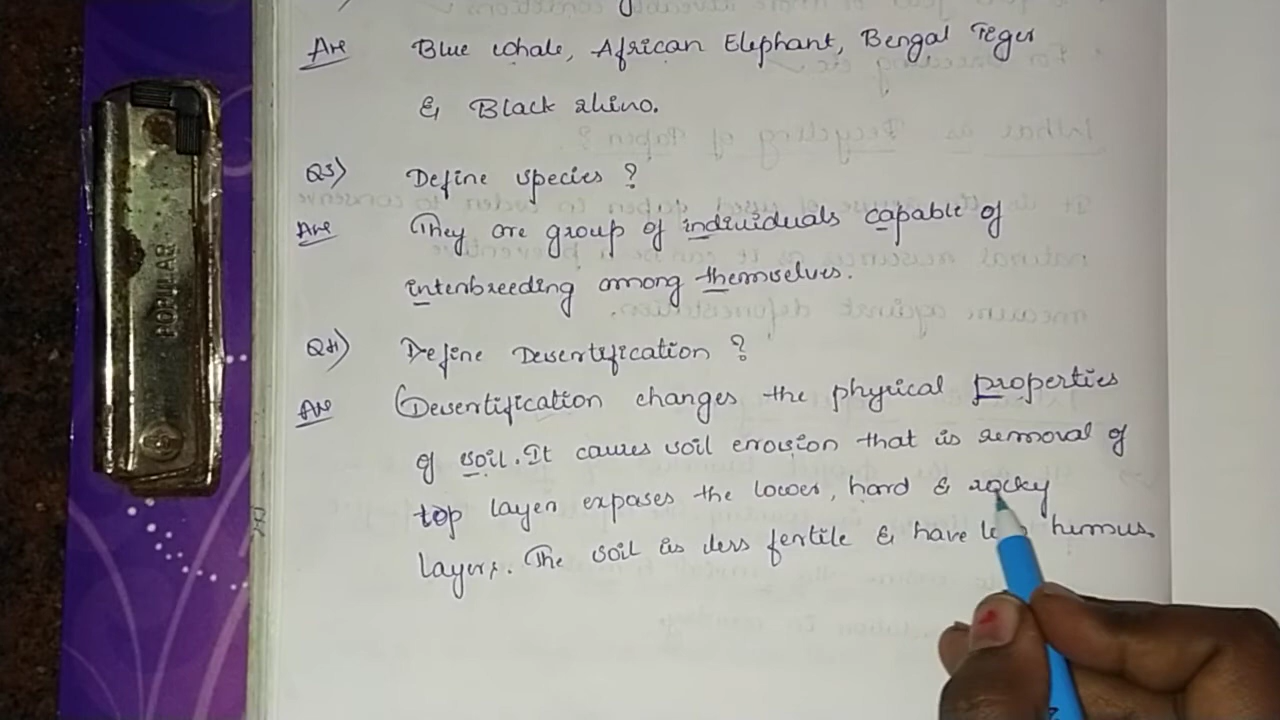 Ans Blue whale, African Elephant, Bengal Tiger
& Black rhino.
Q3) Define species ?
Ans They are group of individuals capable of
interbreeding among themselves.
Q4) Define Desertification ?
Ans Desertification changes the physical properties
of soil. It causes soil erosion that is removal of
top layer exposes the lower, hard & rocky
layers. The soil is less fertile & have humus
POPULAR